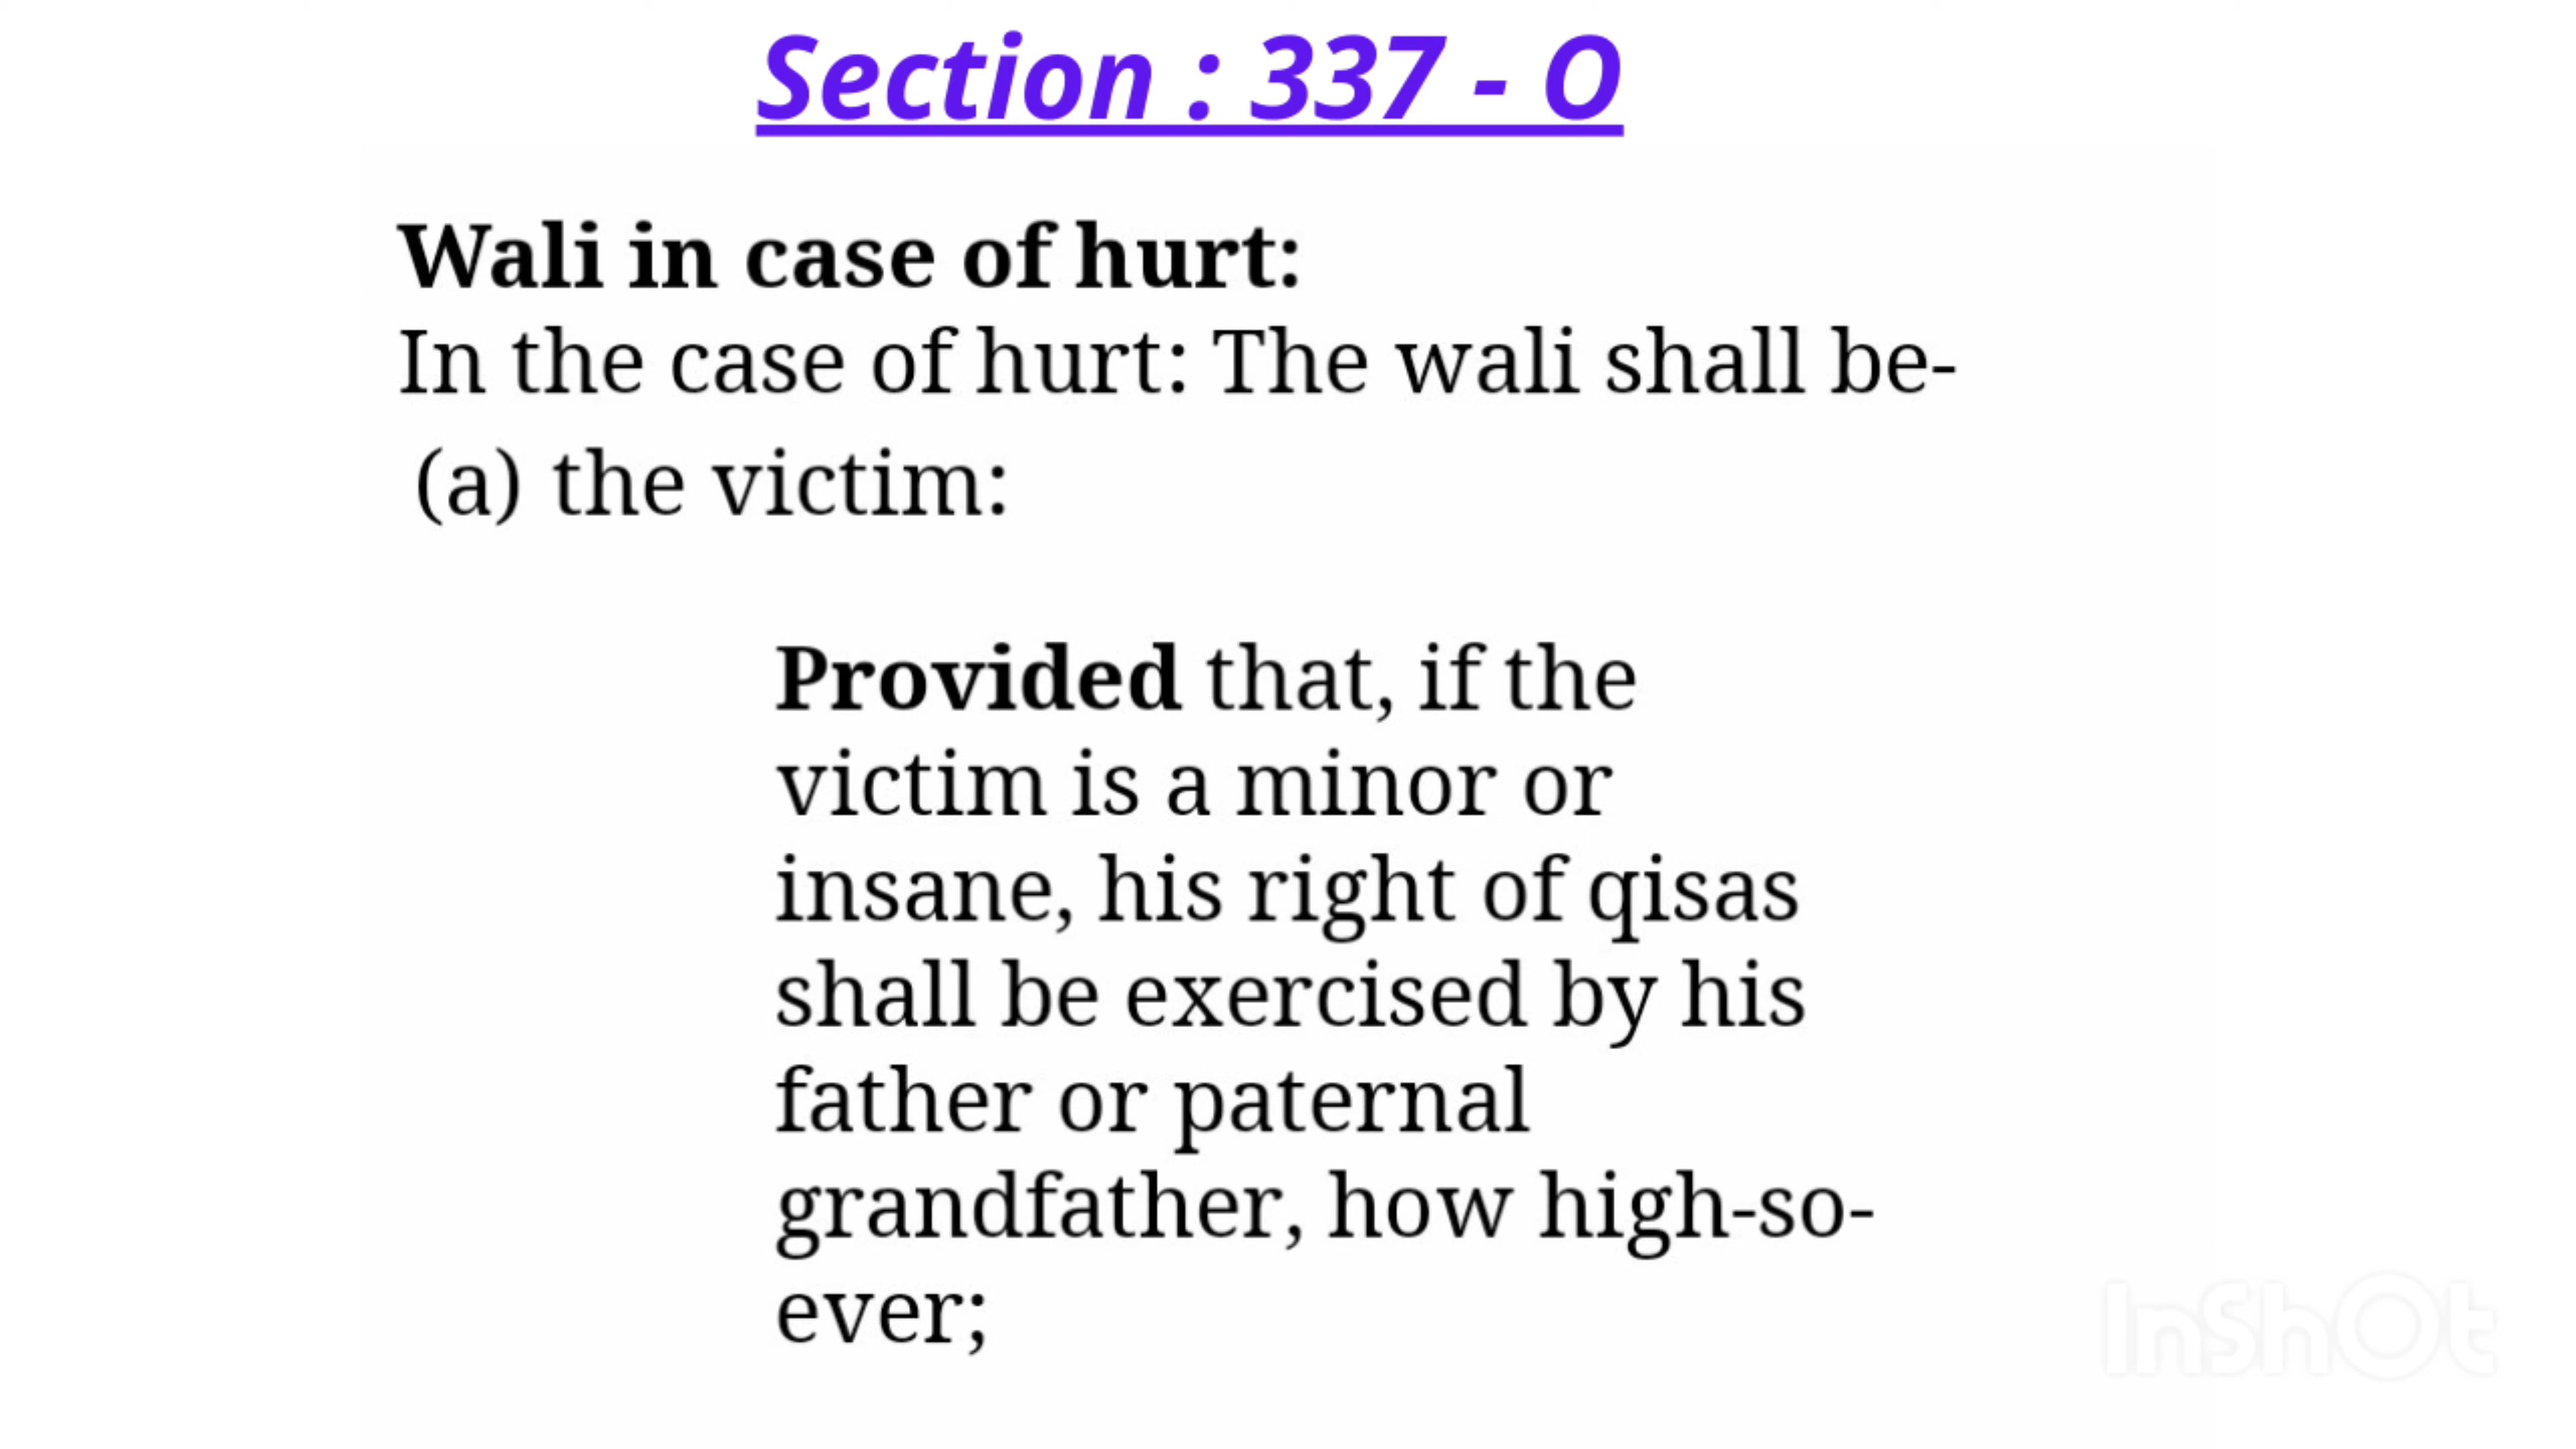 Section : 337 - O
Wali in case of hurt:
In the case of hurt: The wali shall be-
(a) the victim:
Provided that, if the
victim is a minor or
insane, his right of qisas
shall be exercised by his
father or paternal
grandfather, how high-so-
ever;
InShOt